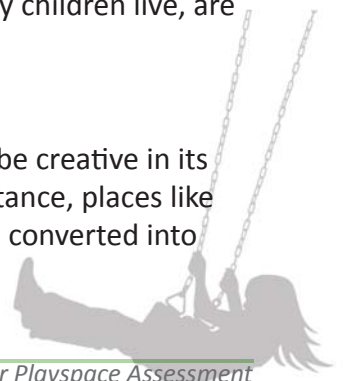 y children live, are
be creative in its
tance, places like
converted into
r Playspace Assessment